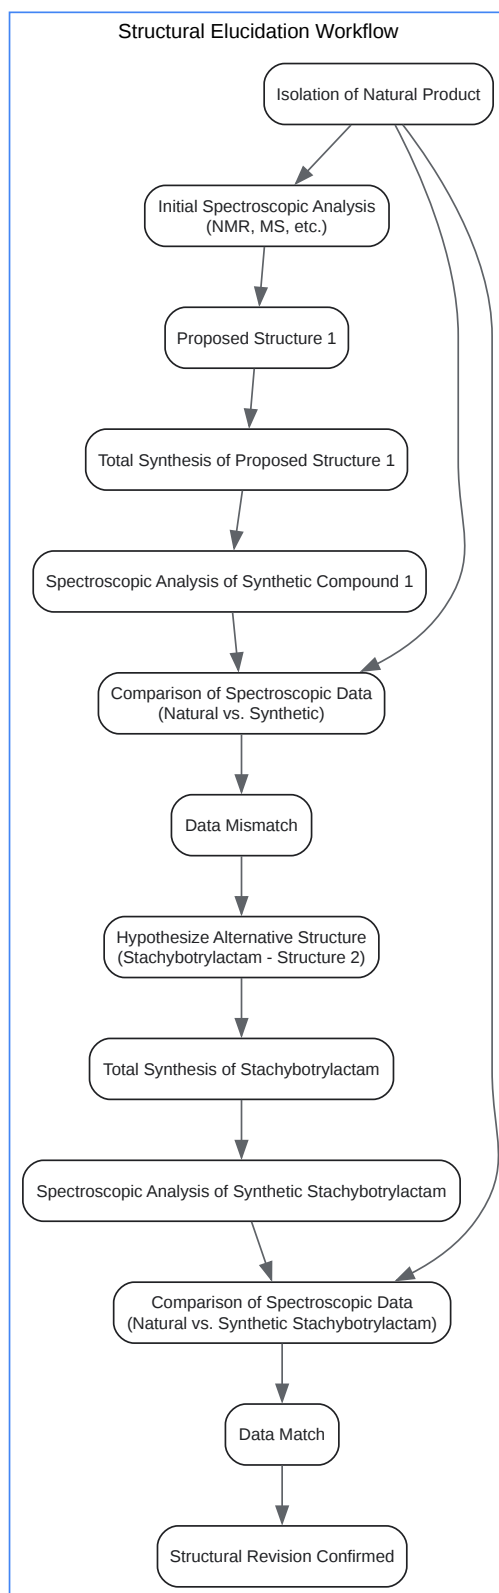 Structural Elucidation Workflow
Isolation of Natural Product
Initial Spectroscopic Analysis
(NMR, MS, etc.)
Proposed Structure 1
Total Synthesis of Proposed Structure 1
Spectroscopic Analysis of Synthetic Compound 1
Comparison of Spectroscopic Data
(Natural vs. Synthetic)
Data Mismatch
Hypothesize Alternative Structure
(Stachybotrylactam - Structure 2)
Total Synthesis of Stachybotrylactam
Spectroscopic Analysis of Synthetic Stachybotrylactam
Comparison of Spectroscopic Data
(Natural vs. Synthetic Stachybotrylactam)
Data Match
Structural Revision Confirmed